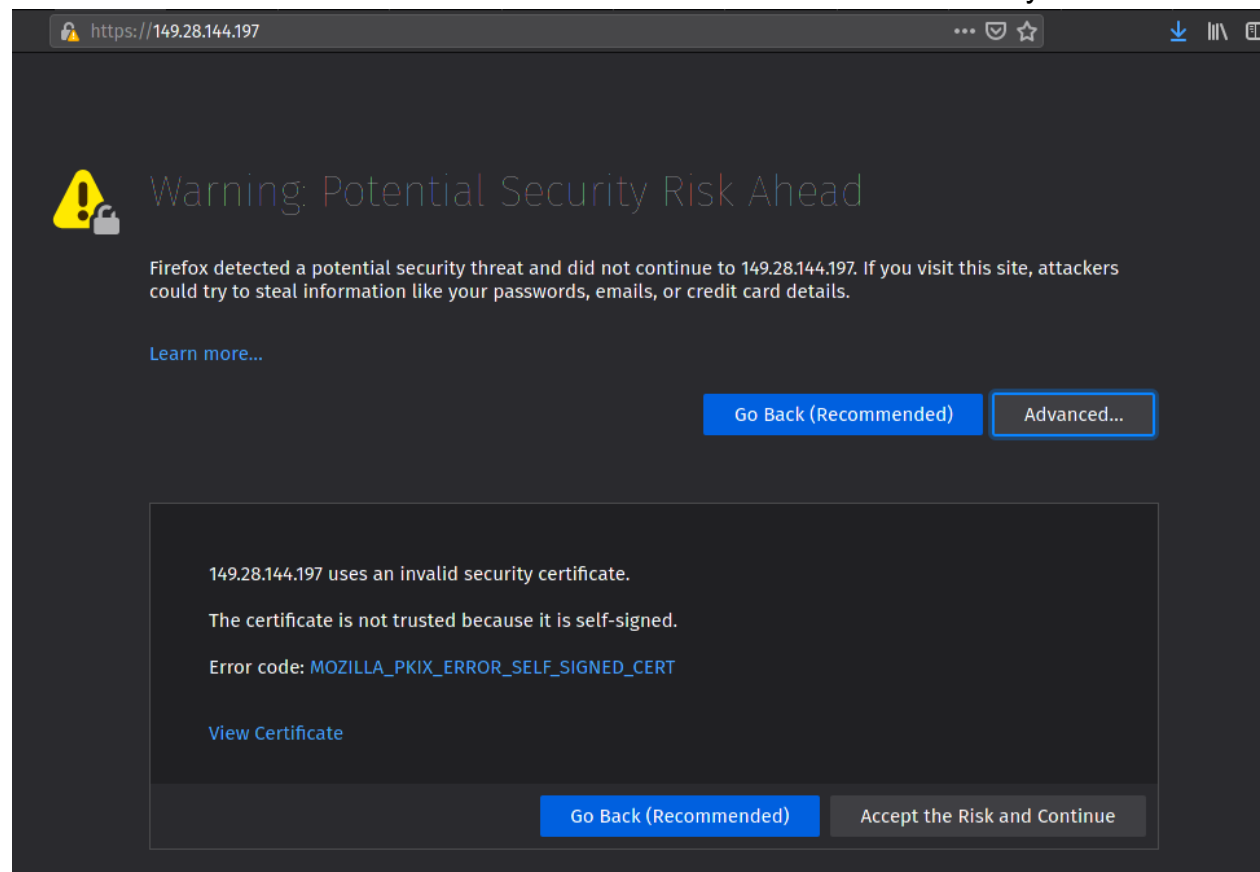 https://149.28.144.197
Warning: Potential Security Risk Ahead
Firefox detected a potential security threat and did not continue to 149.28.144.197. If you visit this site, attackers
could try to steal information like your passwords, emails, or credit card details.
Learn more...
Go Back (Recommended)
Advanced...
149.28.144.197 uses an invalid security certificate.
The certificate is not trusted because it is self-signed.
Error code: MOZILLA_PKIX_ERROR_SELF_SIGNED_CERT
View Certificate
Go Back (Recommended)
Accept the Risk and Continue